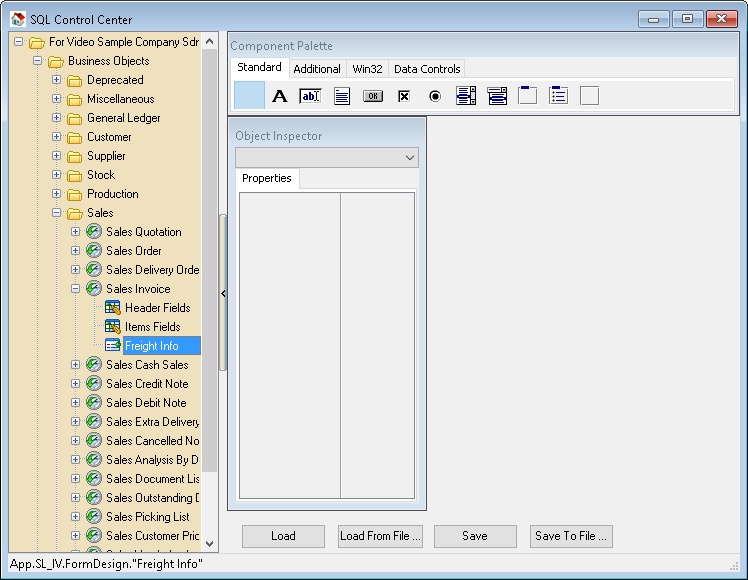 SQL Control Center
For Video Sample Company Sdn
Business Objects
Deprecated
Miscellaneous
General Ledger
Customer
Supplier
Stock
Production
Sales
Sales Quotation
Sales Order
Sales Delivery Orde
Sales Invoice
Header Fields
Items Fields
Freight Info
Sales Cash Sales
Sales Credit Note
Sales Debit Note
Sales Extra Delivery
Sales Cancelled No
Sales Analysis By D
Sales Document Lis
Sales Outstanding D
Sales Picking List
Sales Customer Pric
Component Palette
Standard Additional Win32 Data Controls
A ab OK
Object Inspector
Properties
Load Load From File ... Save Save To File ...
App.SL_IV.FormDesign."Freight Info"